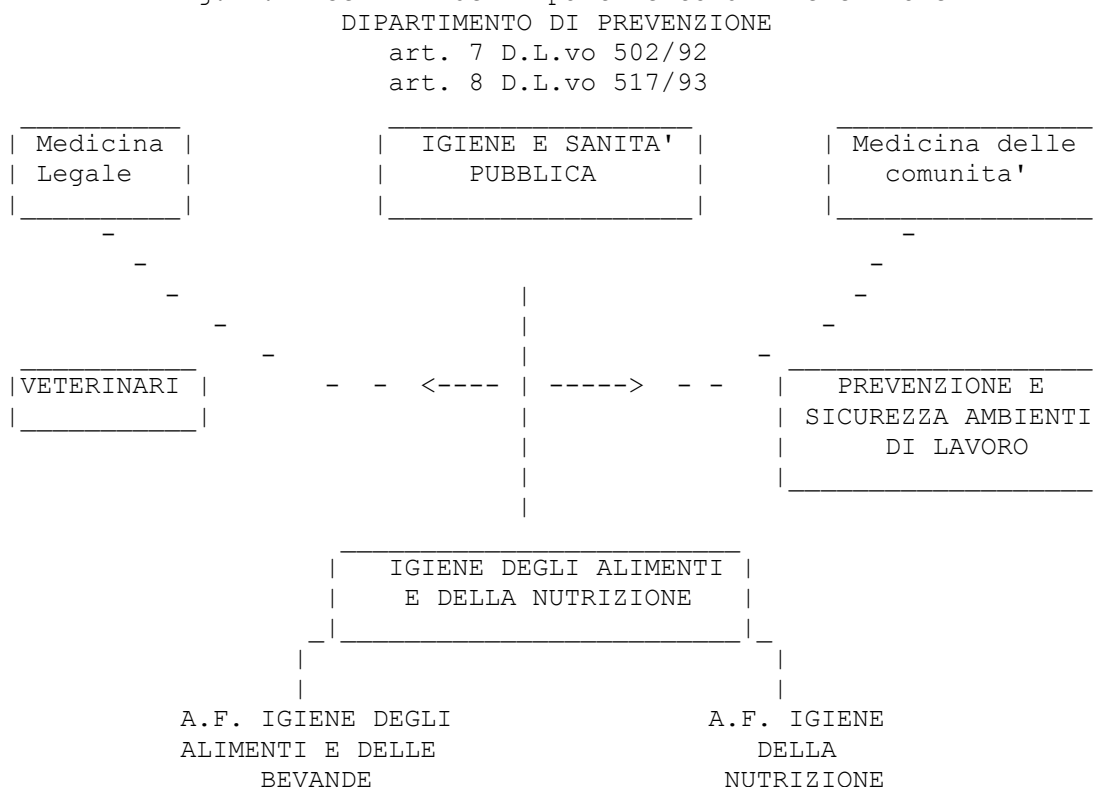 DIPARTIMENTO DI PREVENZIONE
art. 7 D.L.vo 502/92
art. 8 D.L.vo 517/93
Medicina
Legale
IGIENE E SANITA'
PUBBLICA
Medicina delle
comunita'
VETERINARI
PREVENZIONE E
SICUREZZA AMBIENTI
DI LAVORO
IGIENE DEGLI ALIMENTI
E DELLA NUTRIZIONE
A.F. IGIENE DEGLI
ALIMENTI E DELLE
BEVANDE
A.F. IGIENE
DELLA
NUTRIZIONE